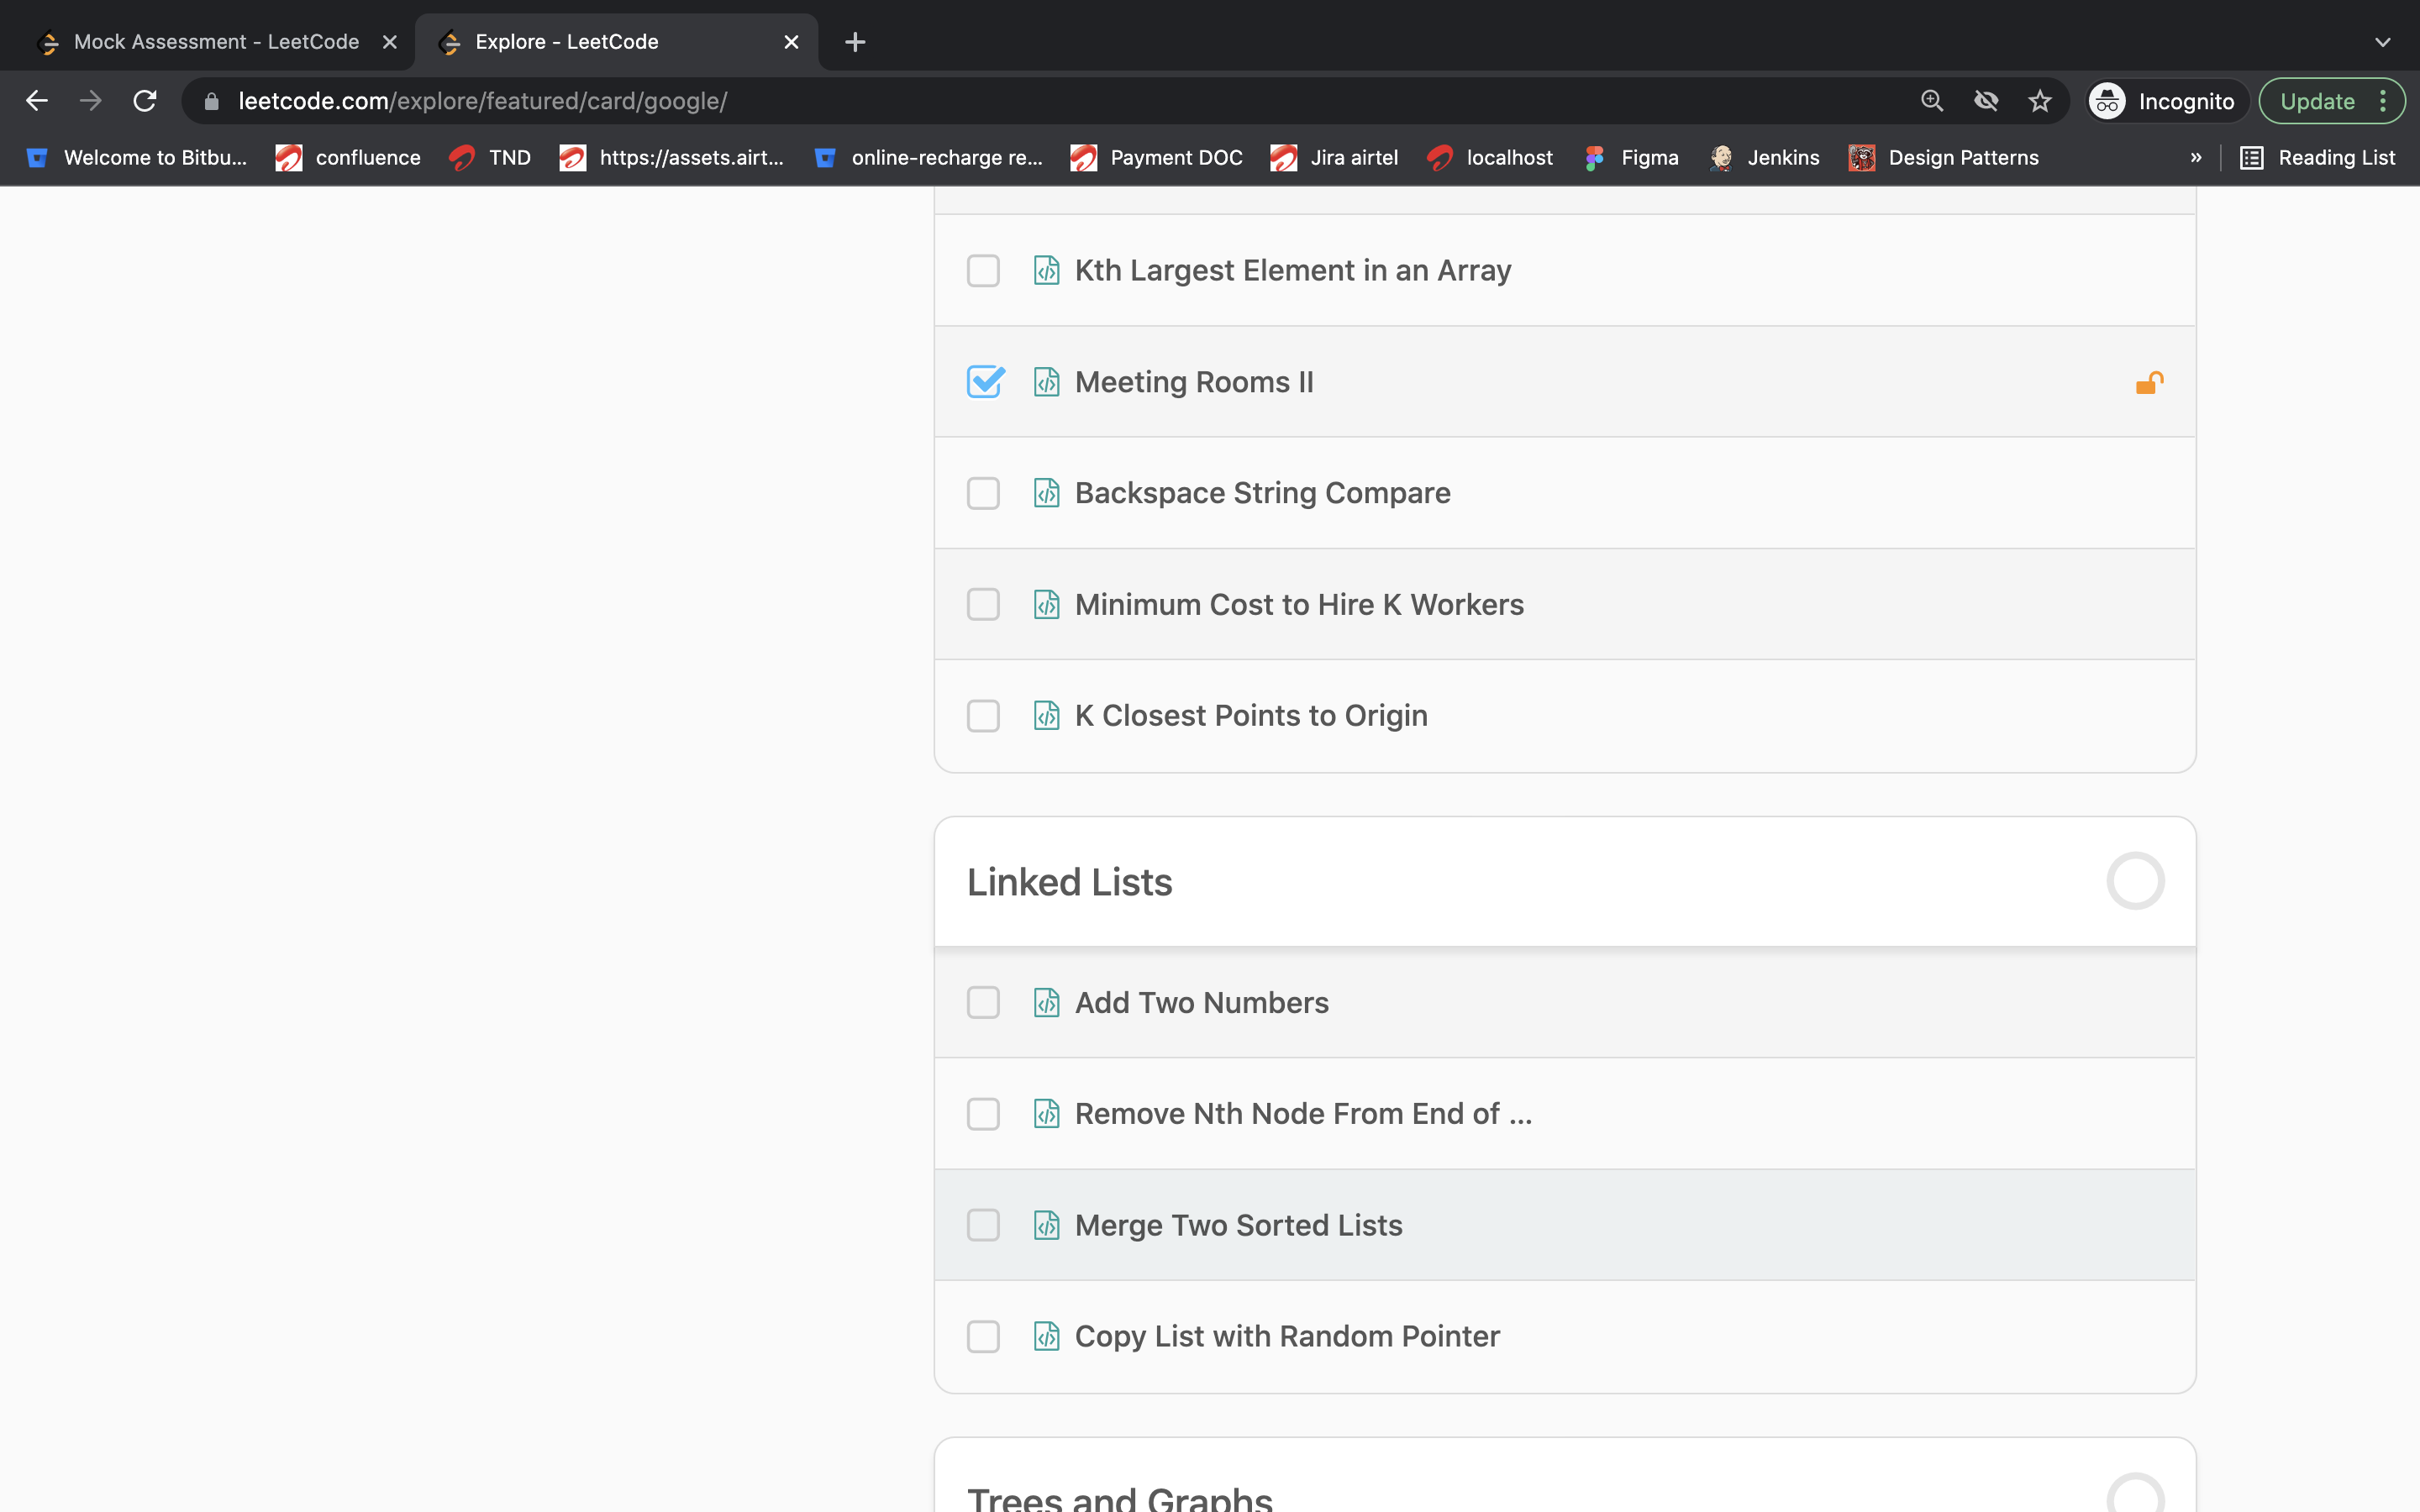 Mock Assessment - LeetCode
Explore - LeetCode
leetcode.com/explore/featured/card/google/
Incognito
Update
Welcome to Bitbu...
confluence
TND
https://assets.airt...
online-recharge re...
Payment DOC
Jira airtel
localhost
Figma
Jenkins
Design Patterns
»
Reading List
Kth Largest Element in an Array
Meeting Rooms II
Backspace String Compare
Minimum Cost to Hire K Workers
K Closest Points to Origin
Linked Lists
Add Two Numbers
Remove Nth Node From End of ...
Merge Two Sorted Lists
Copy List with Random Pointer
Trees and Graphs